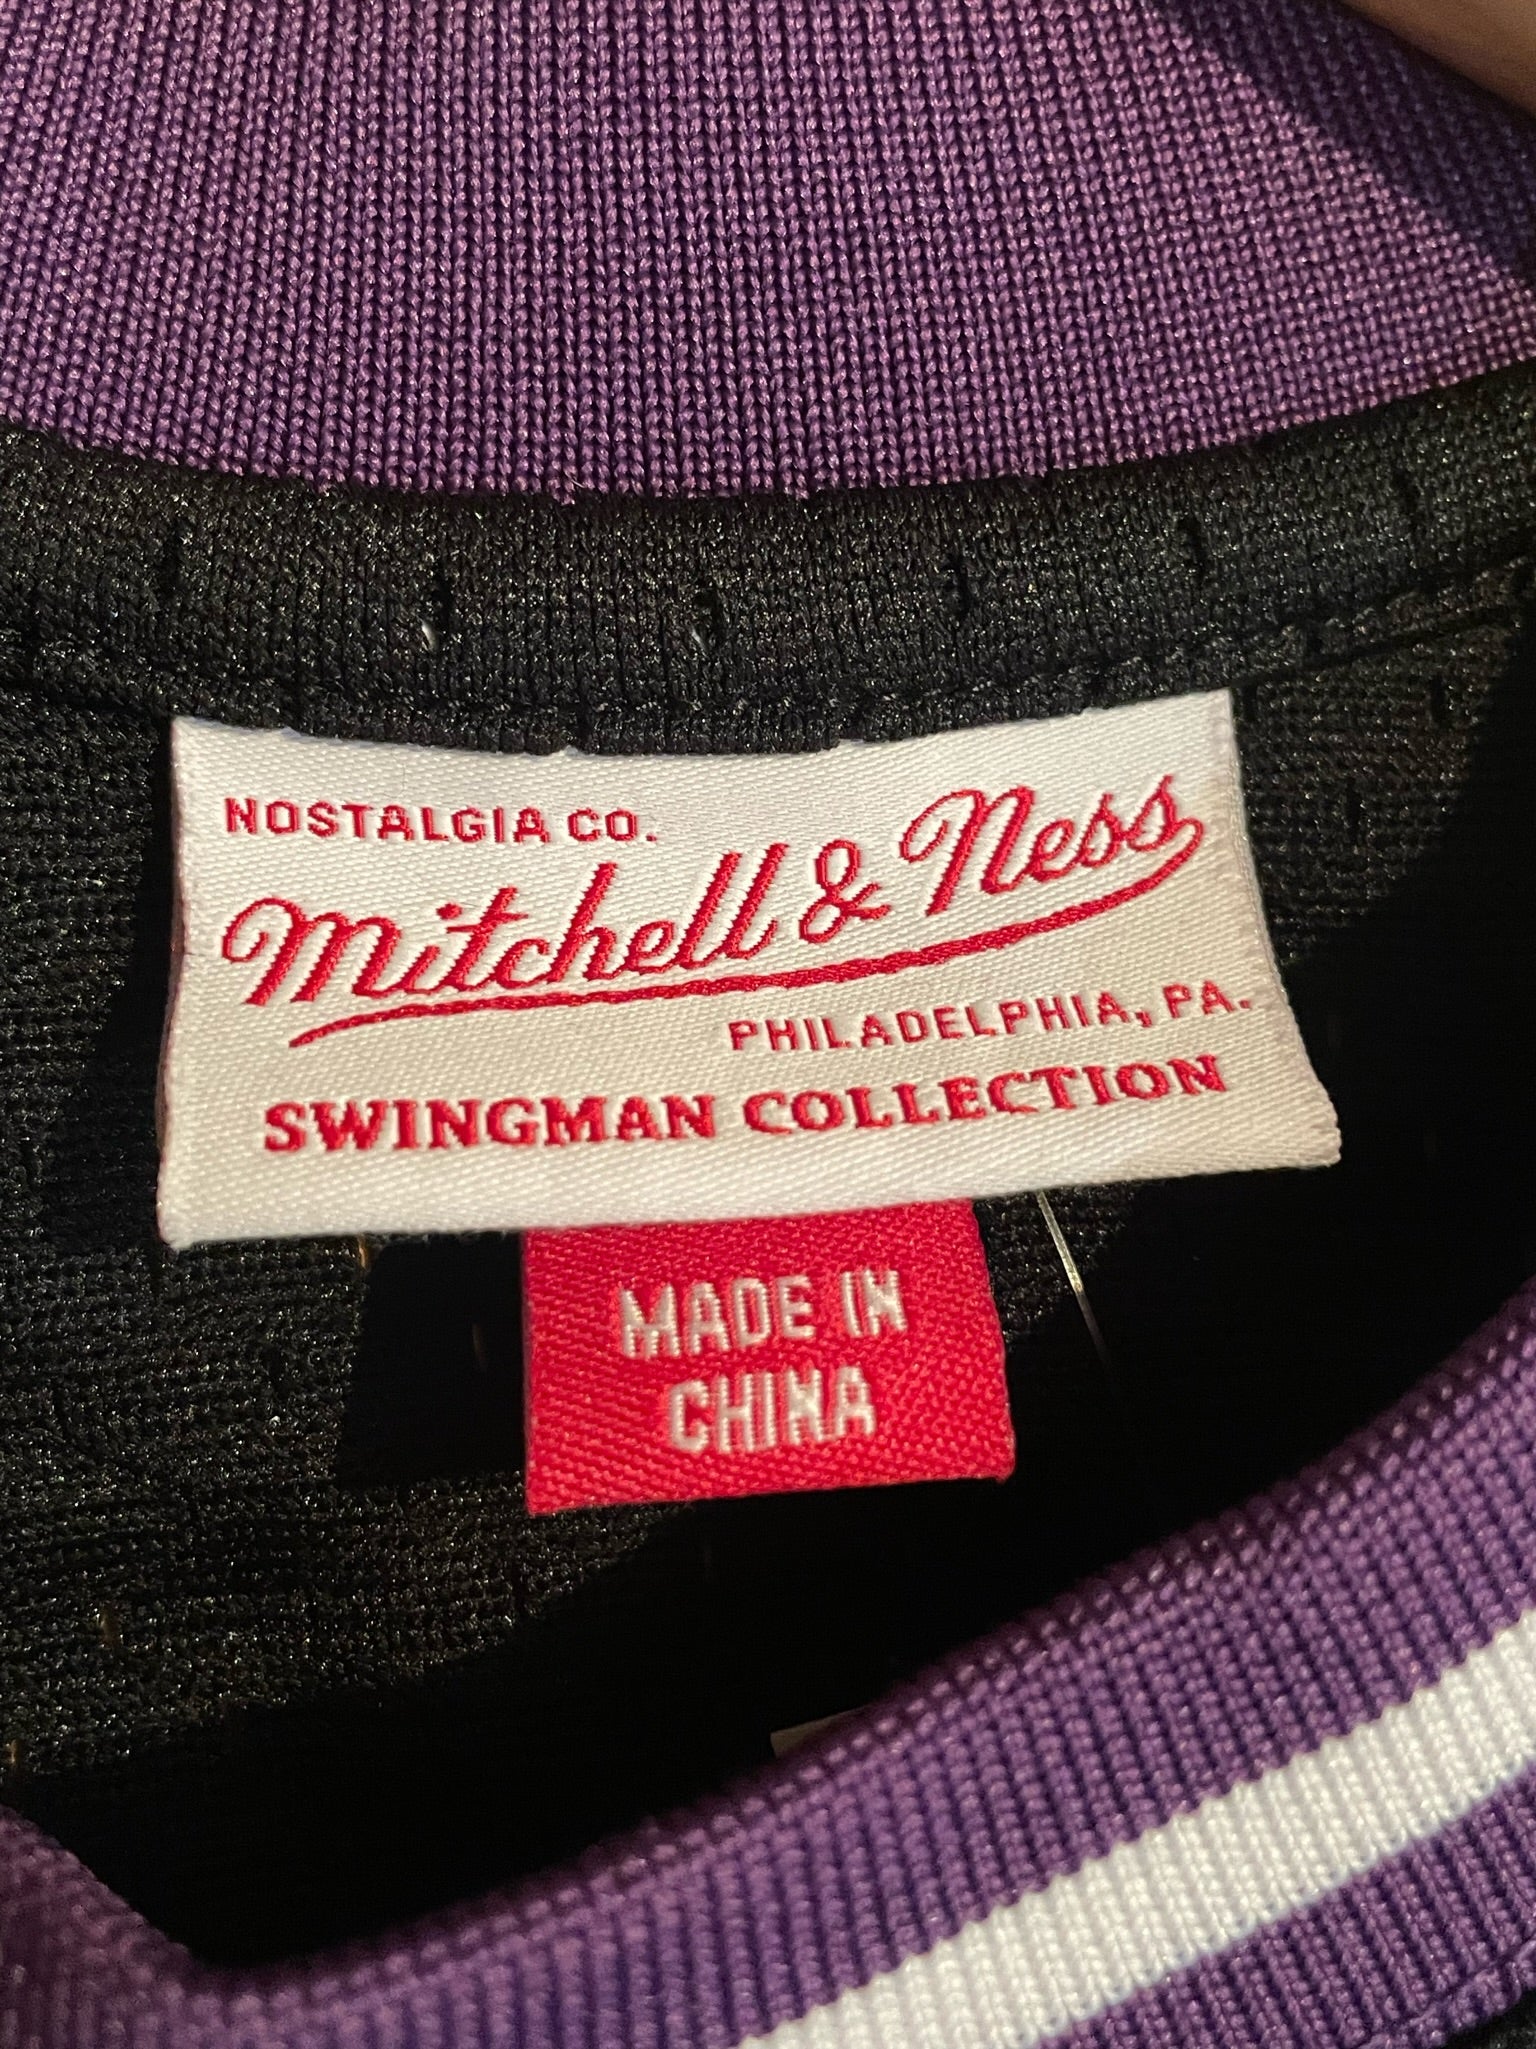 NOSTALGIA CO.
Mitchell & Ness
PHILADELPHIA, PA.
SWINGMAN COLLECTION
MADE IN
CHINA